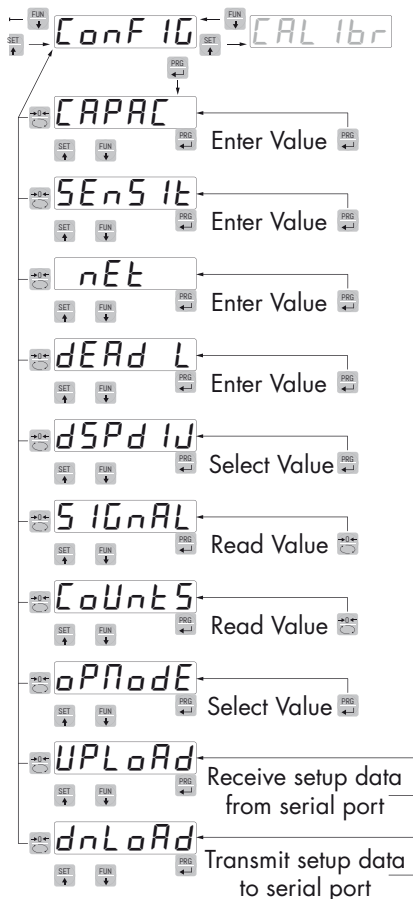 FUN
FUN
SET
ConFIG
SET
CALIbr
PRG
CAPAC
PRG
Enter Value
PRG
SET
FUN
SEnSIt
PRG
Enter Value
PRG
SET
FUN
nEt
PRG
Enter Value
PRG
SET
FUN
dEAd L
PRG
Enter Value
PRG
SET
FUN
dSPdIU
PRG
Select Value
PRG
SET
FUN
SIGnAL
PRG
Read Value
SET
FUN
CoUntS
PRG
Read Value
SET
FUN
oPModE
PRG
Select Value
PRG
SET
FUN
UPLoAd
PRG
Receive setup data
from serial port
SET
FUN
dnLoAd
PRG
Transmit setup data
to serial port
SET
FUN